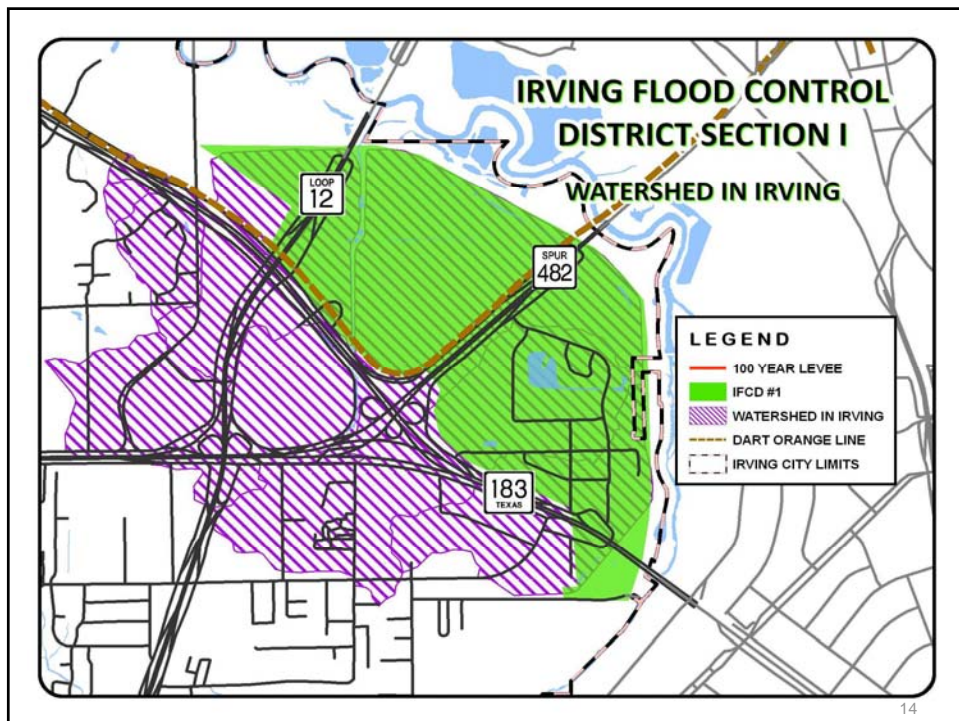 IRVING FLOOD CONTROL
DISTRICT SECTION I
WATERSHED IN IRVING
LOOP
12
SPUR
482
LEGEND
100 YEAR LEVEE
IFCD #1
WATERSHED IN IRVING
DART ORANGE LINE
IRVING CITY LIMITS
183
TEXAS
14